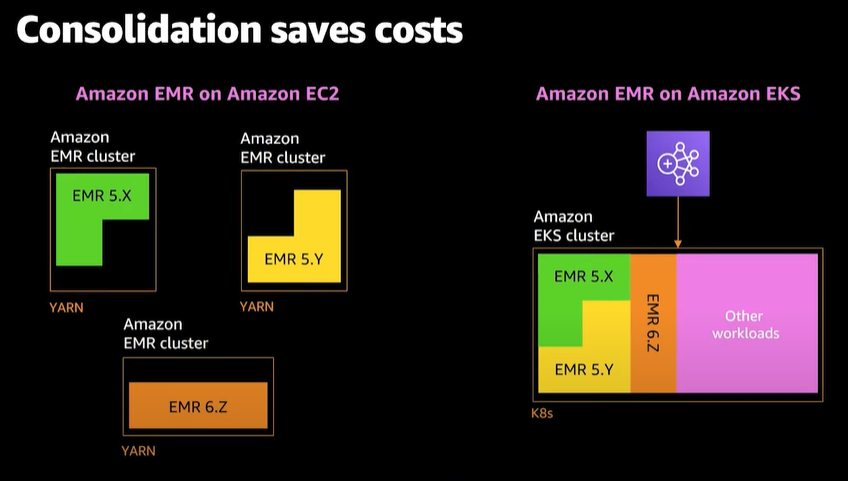 Consolidation saves costs
Amazon EMR on Amazon EC2
Amazon
EMR cluster
EMR 5.X
YARN
Amazon
EMR cluster
EMR 5.Y
YARN
Amazon
EMR cluster
EMR 6.Z
YARN
Amazon EMR on Amazon EKS
Amazon
EKS cluster
EMR 5.X
EMR 5.Y
EMR 6.Z
Other
workloads
K8s